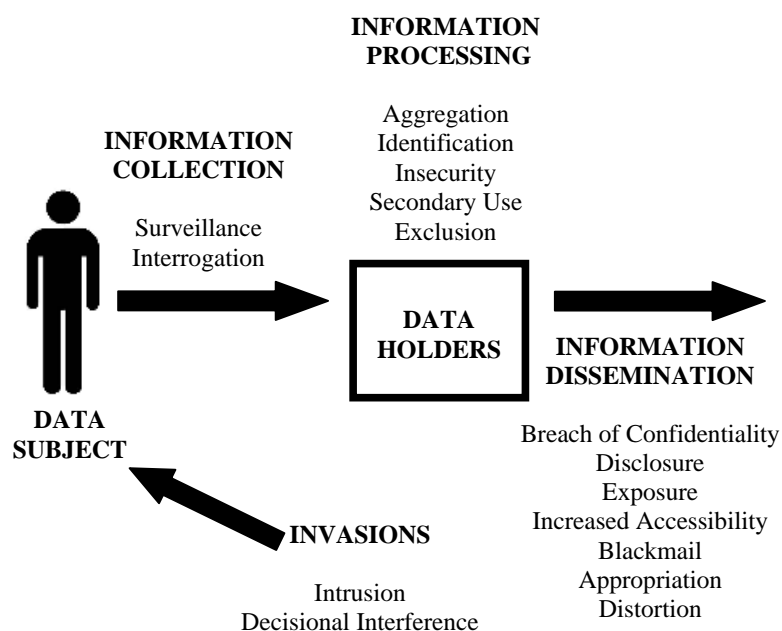 INFORMATION
PROCESSING
Aggregation
Identification
Insecurity
Secondary Use
Exclusion
INFORMATION
COLLECTION
Surveillance
Interrogation
DATA
HOLDERS
INFORMATION
DISSEMINATION
Breach of Confidentiality
Disclosure
Exposure
Increased Accessibility
Blackmail
Appropriation
Distortion
DATA
SUBJECT
INVASIONS
Intrusion
Decisional Interference